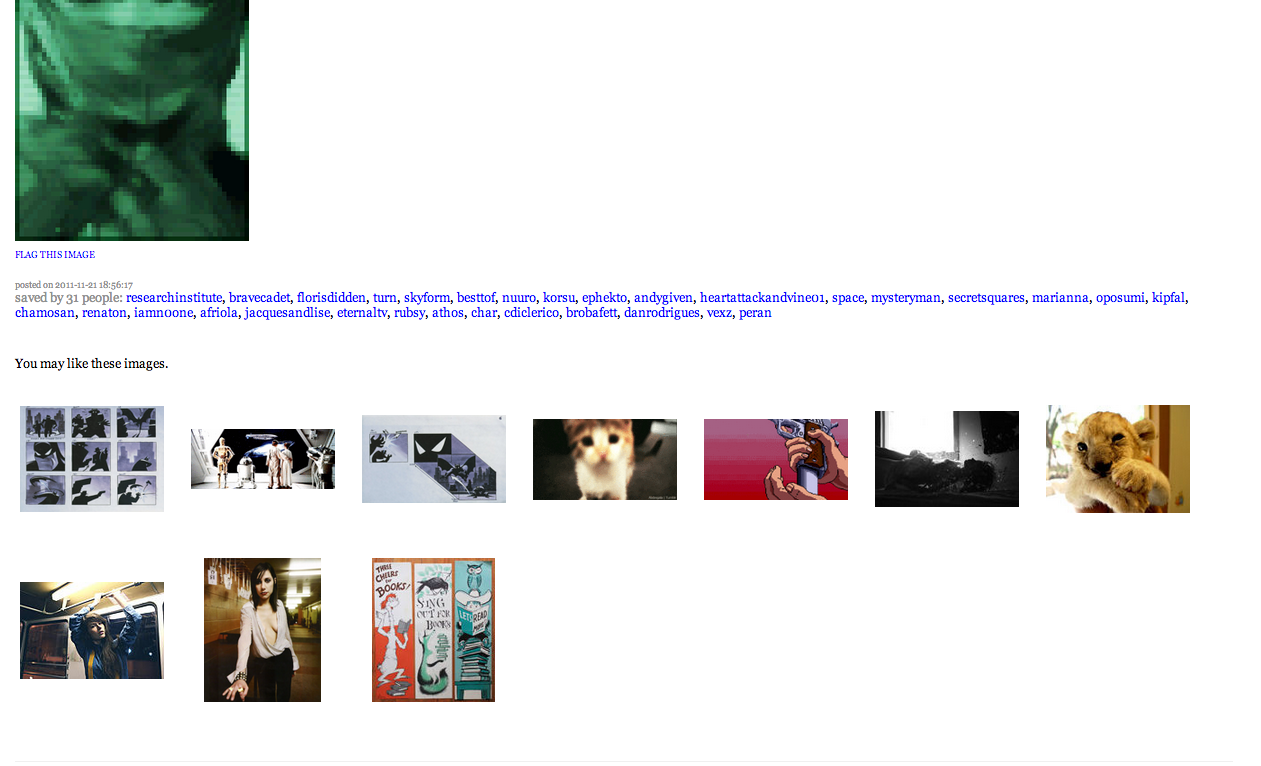 FLAG THIS IMAGE
posted on 2011-11-21 18:56:17
saved by 31 people: researchinstitute, bravecadet, florisdidden, turn, skyform, besttof, nuuro, korsu, ephekto, andygiven, heartattackandvine01, space, mysteryman, secretsquares, marianna, oposumi, kipfal,
chamosan, renaton, iamnoone, afriola, jacquesandlise, eternaltv, rubsy, athos, char, cdiclerico, brobafett, danrodrigues, vexz, peran
You may like these images.
THREE
CHEERS
for
BOOKS!
SING
OUT FOR
BOOKS
LET'S
READ
MORE